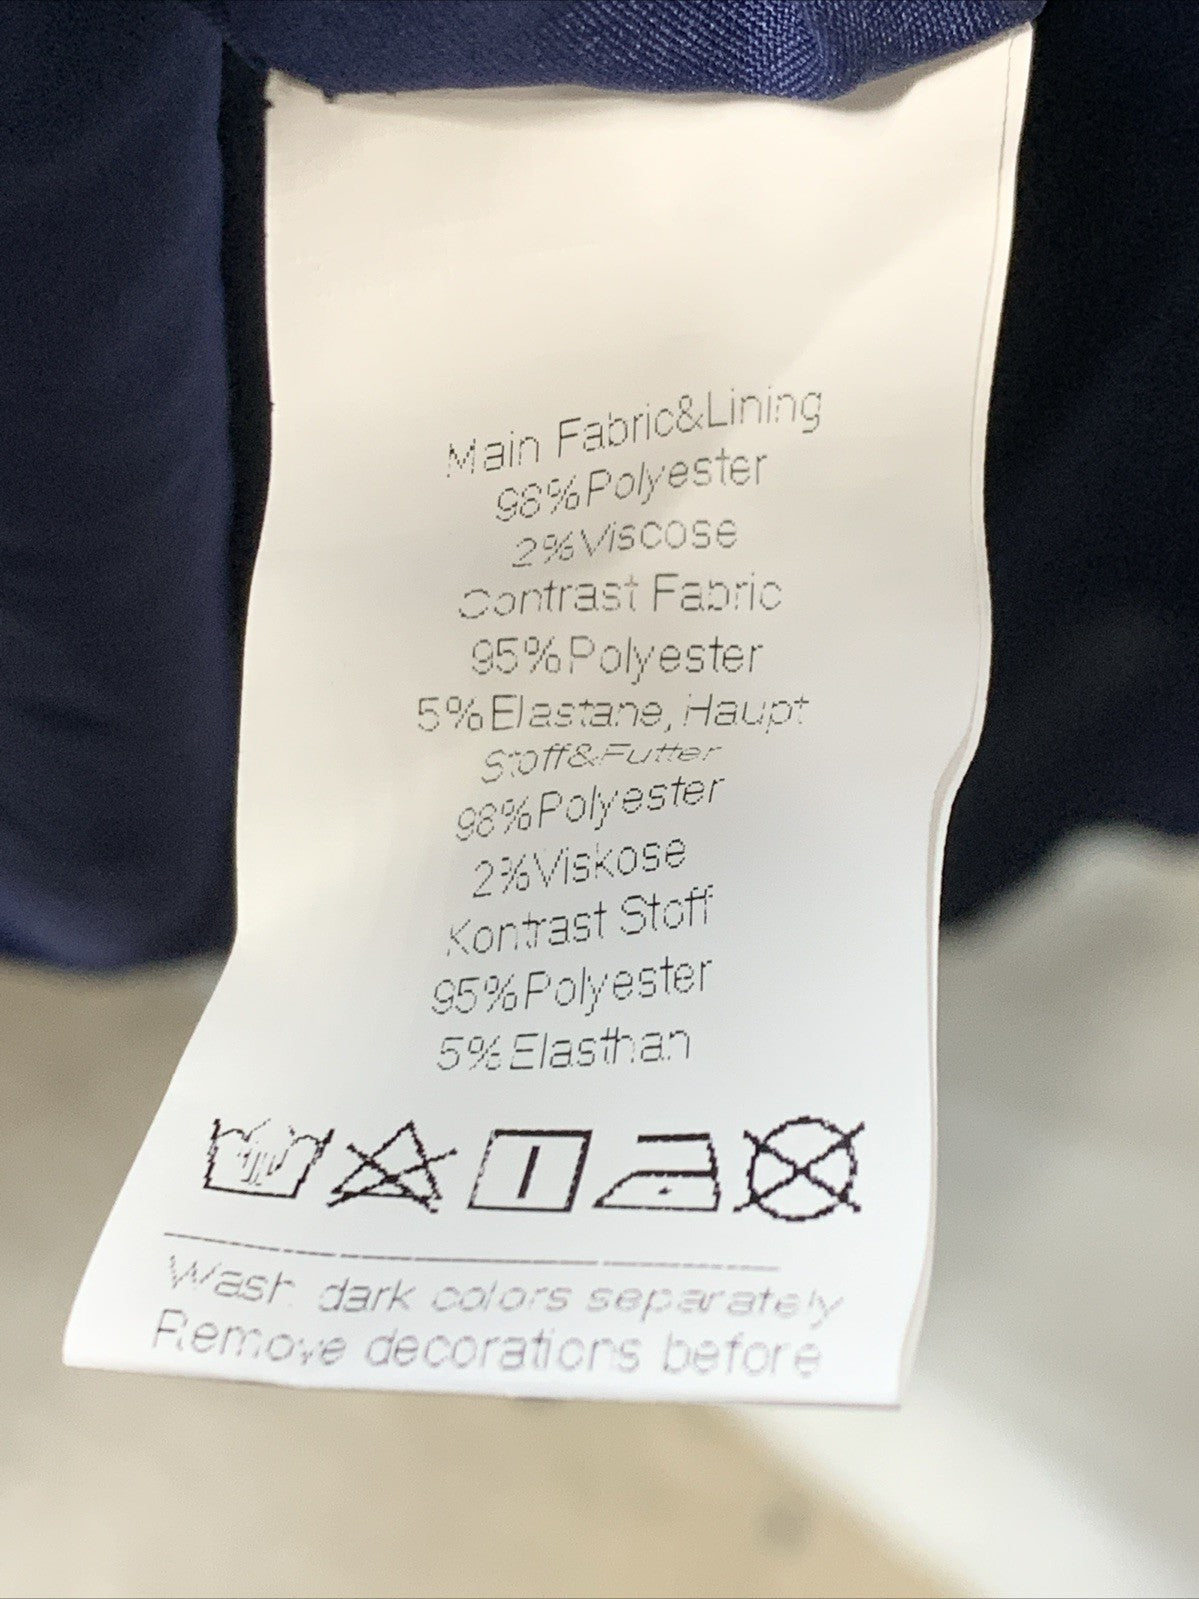 Main Fabric&Lining
98%Polyester
2%Viscose
Contrast Fabric
95%Polyester
5%Elastane, Haupt
Stoff&Futter
98%Polyester
2%Viskose
Kontrast Stoff
95%Polyester
5%Elasthan
Wash dark colors separately
Remove decorations before